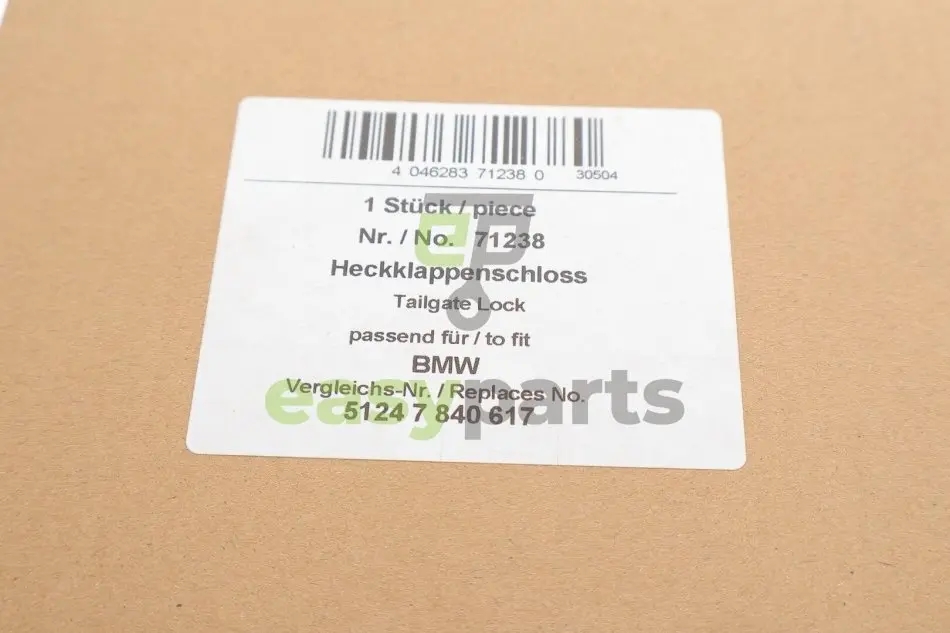 4 046283 71238 0 30504
1 Stück / piece
Nr. / No. 71238
Heckklappenschloss
Tailgate Lock
passend für / to fit
BMW
Vergleichs-Nr. / Replaces No.
5124 7 840 617
ep
easyparts